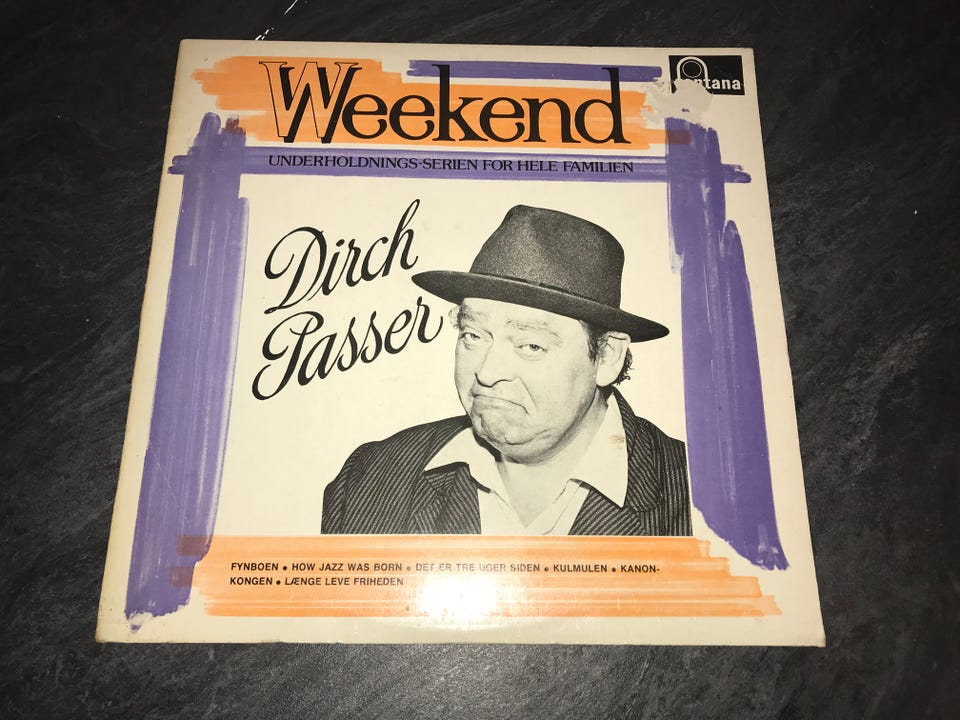 Weekend
fontana
UNDERHOLDNINGS-SERIEN FOR HELE FAMILIEN
Dirch
Passer
FYNBOEN • HOW JAZZ WAS BORN • DET ER TRE UGER SIDEN • KULMULEN • KANON-
KONGEN • LÆNGE LEVE FRIHEDEN